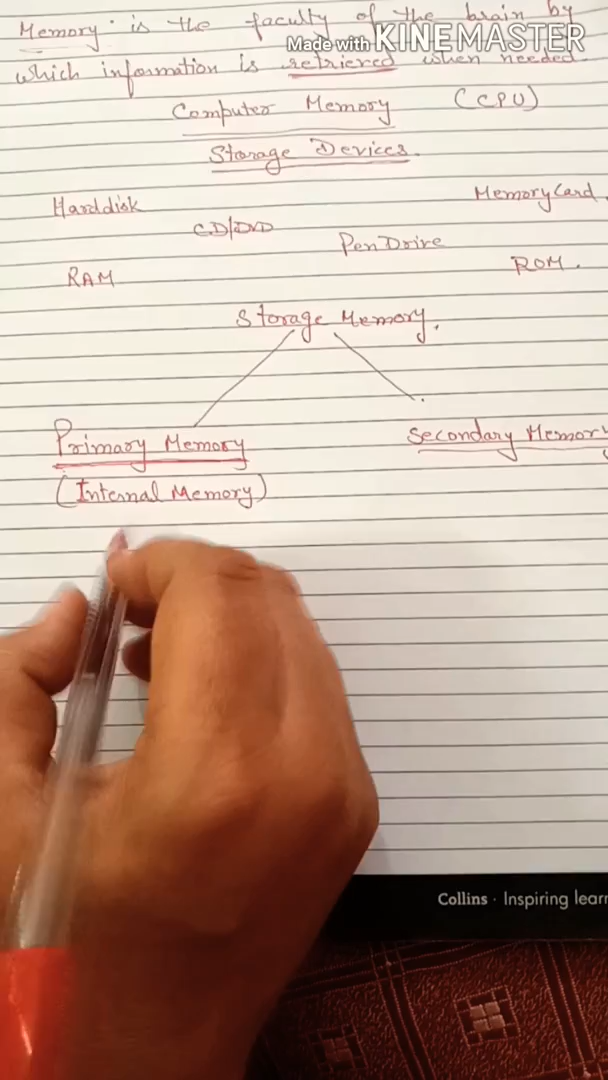 Memory is the faculty of the brain by
Made with KINEMASTER
which information is retriered when needed
Computer Memory (CPU)
Storage Devices.
Harddisk
Memory Card.
CD/DVD
Pen Drive
ROM.
RAM
Storage Memory.
Primary Memory
Secondary Memory
(Internal Memory)
Collins · Inspiring lear